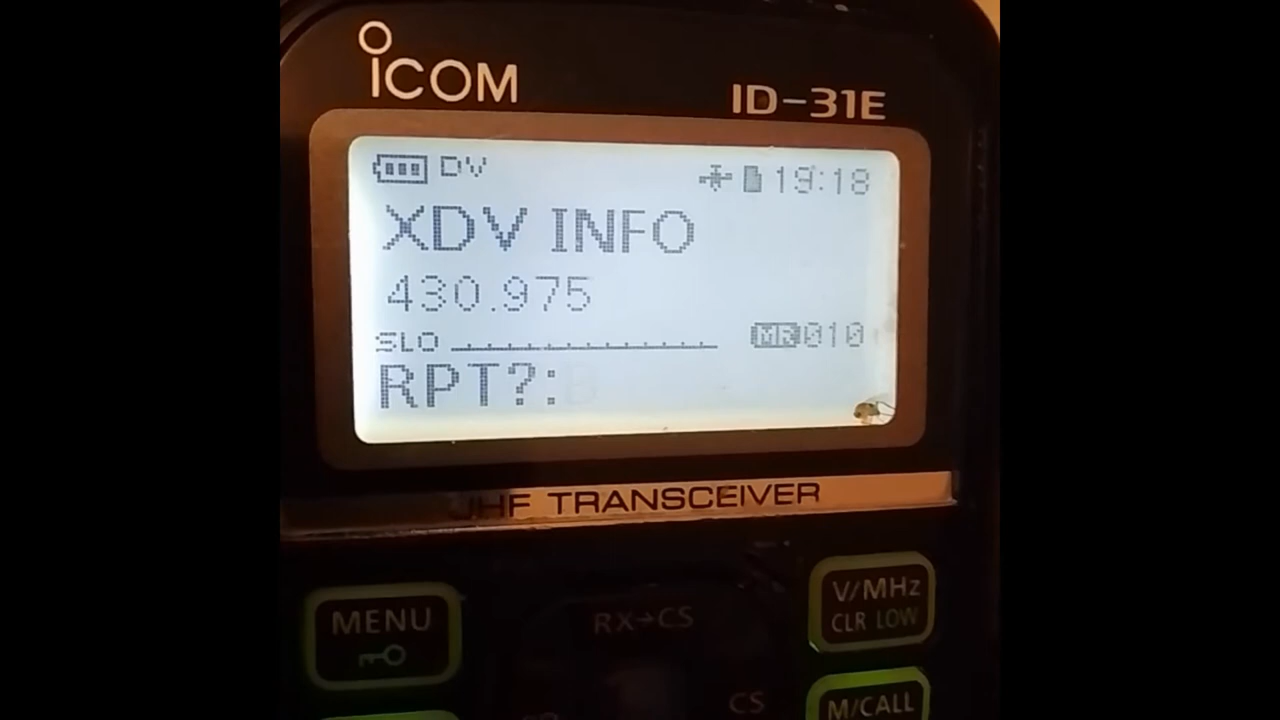 ICOM
ID-31E
DV 19:18
XDV INFO
430.975
SLO MR 010
RPT?:
UHF TRANSCEIVER
MENU
RX→CS
V/MHz
CLR LOW
CS
M/CALL